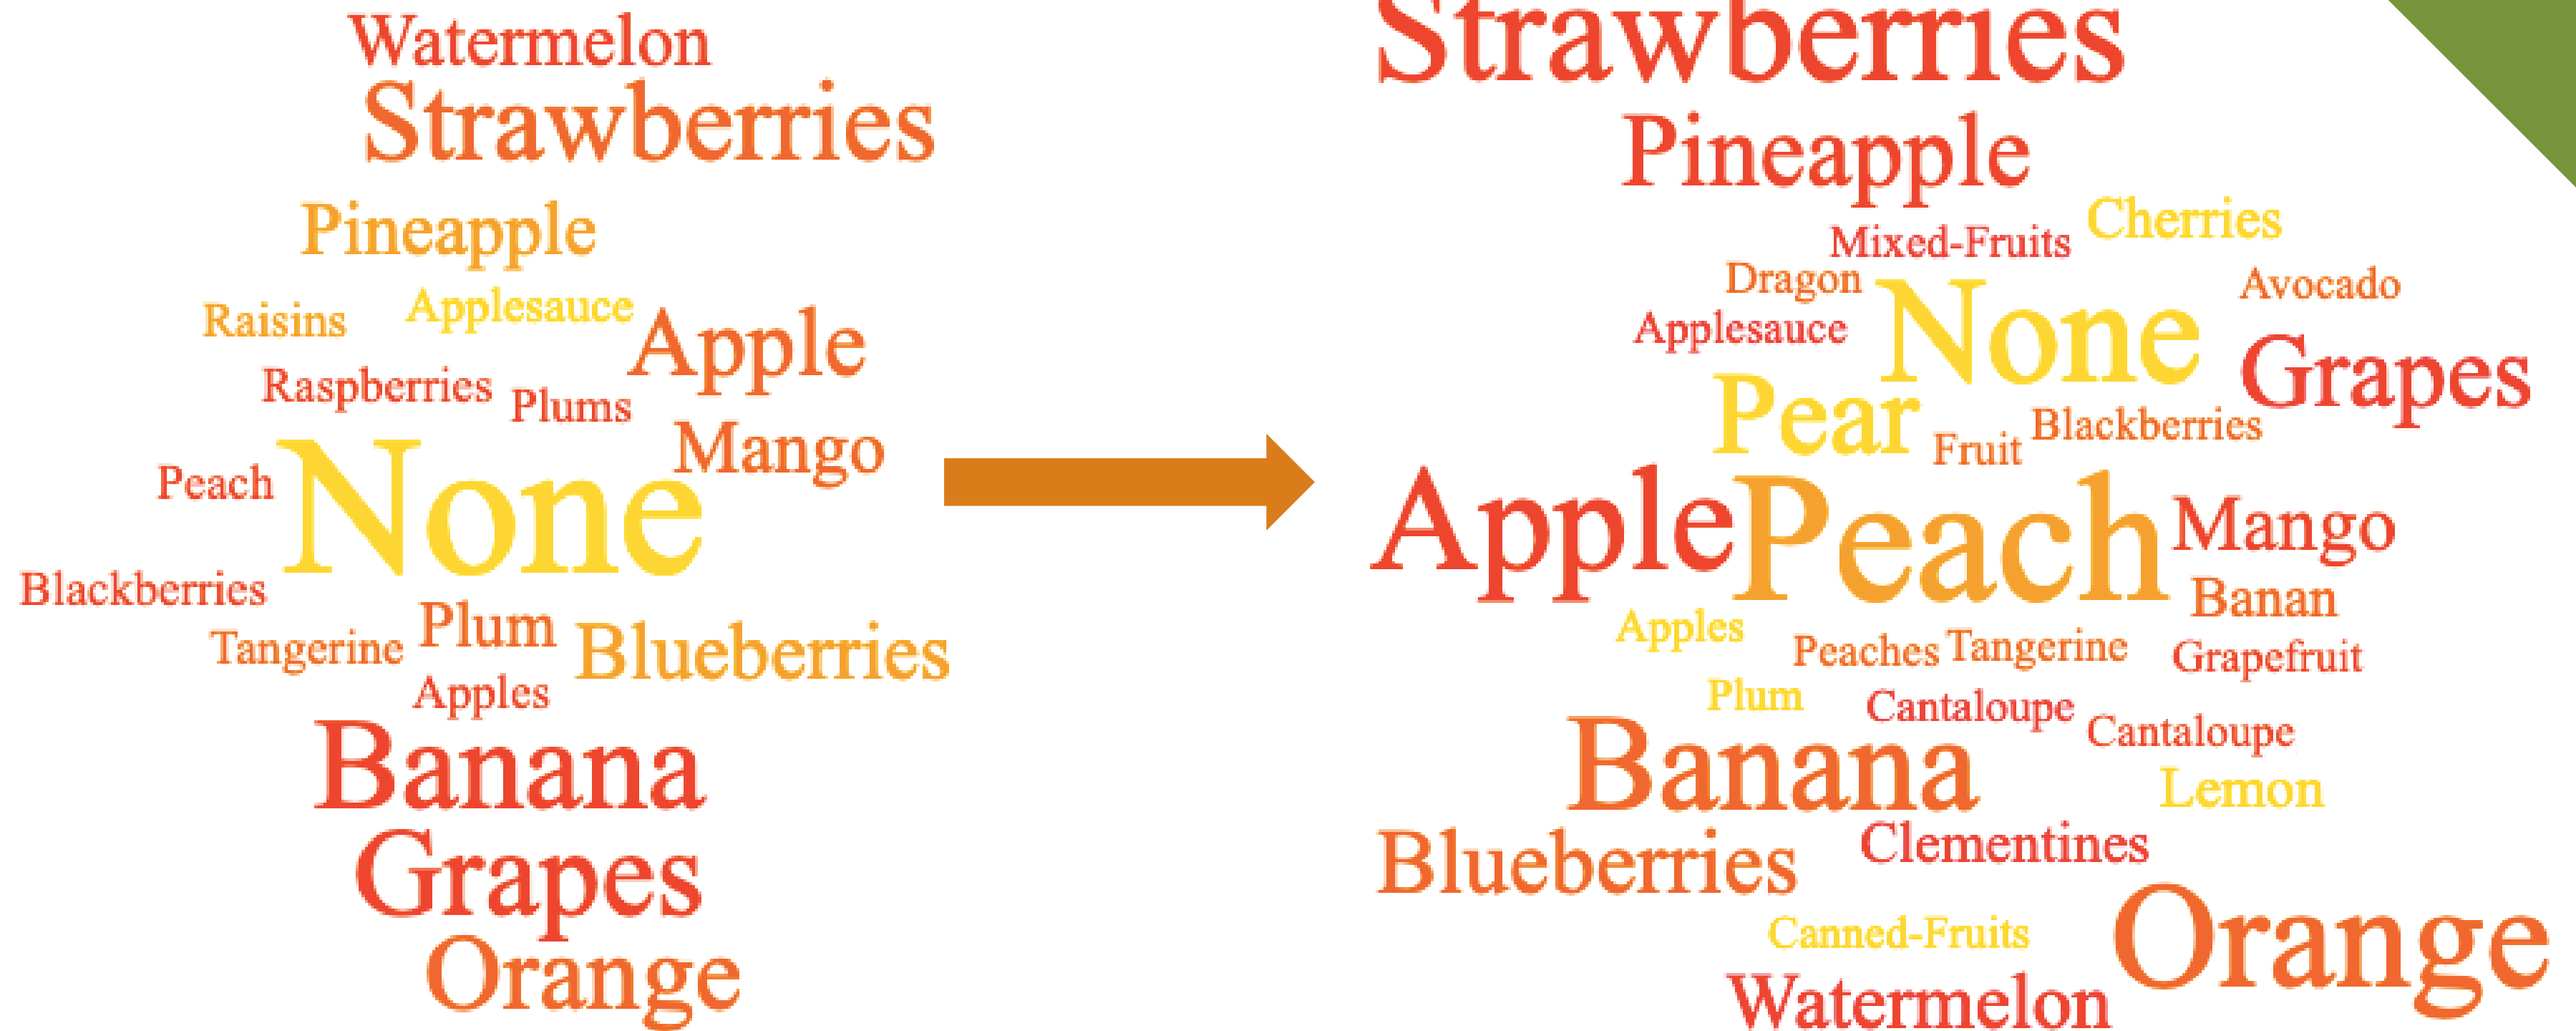 Watermelon
Strawberries
Pineapple
Raisins
Applesauce
Apple
Raspberries
Plums
Mango
Peach
None
Blackberries
Tangerine
Plum
Blueberries
Apples
Banana
Grapes
Orange
Strawberries
Pineapple
Mixed-Fruits
Cherries
Dragon
Avocado
Applesauce
None
Grapes
Pear
Fruit
Blackberries
Apple
Peach
Mango
Banan
Apples
Peaches
Tangerine
Grapefruit
Plum
Cantaloupe
Cantaloupe
Banana
Lemon
Blueberries
Clementines
Canned-Fruits
Orange
Watermelon